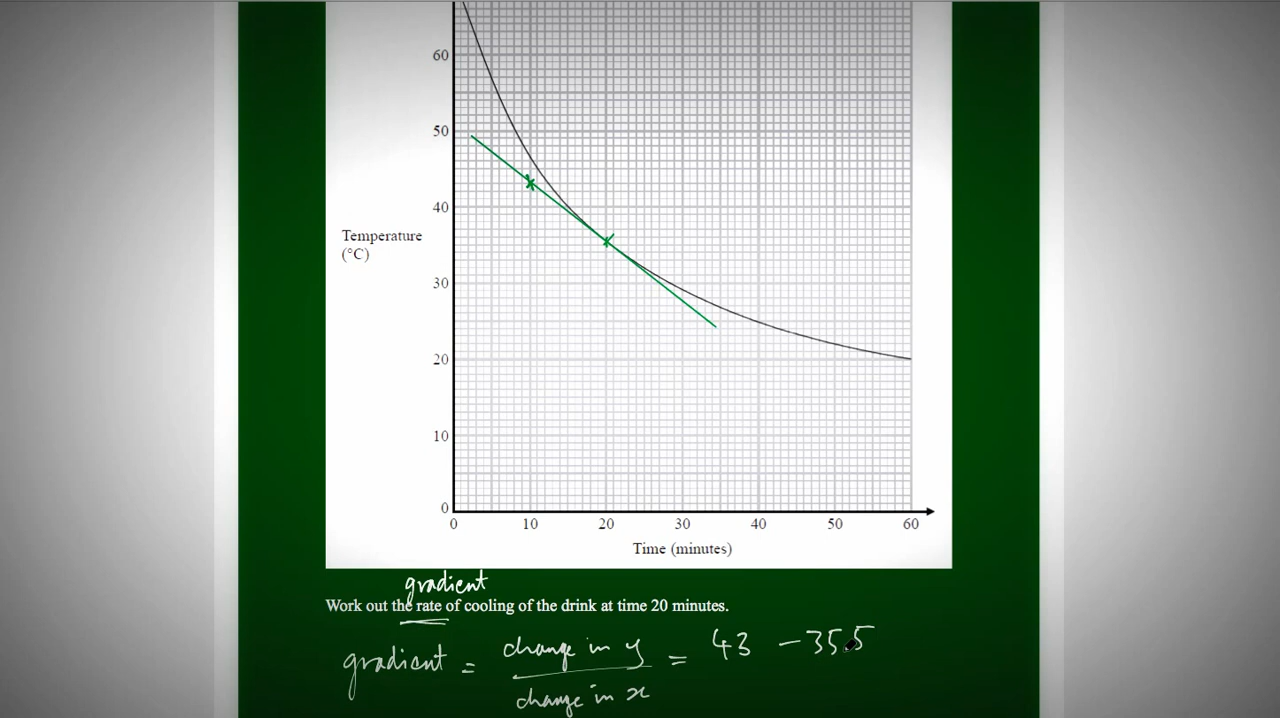 60
50
40
Temperature
(°C)
30
20
10
0
0 10 20 30 40 50 60
Time (minutes)
gradient
Work out the rate of cooling of the drink at time 20 minutes.
gradient = change in y = 43 - 35.5
change in x